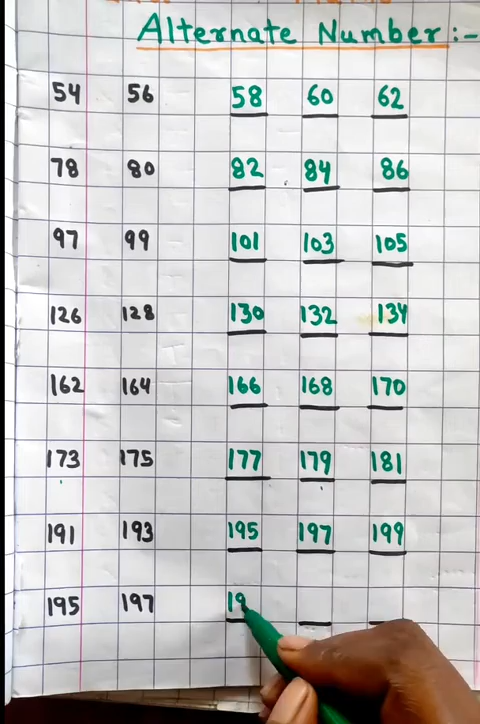 Alternate Number:-
54 56 58 60 62
78 80 82 84 86
97 99 101 103 105
126 128 130 132 134
162 164 166 168 170
173 175 177 179 181
191 193 195 197 199
195 197 19